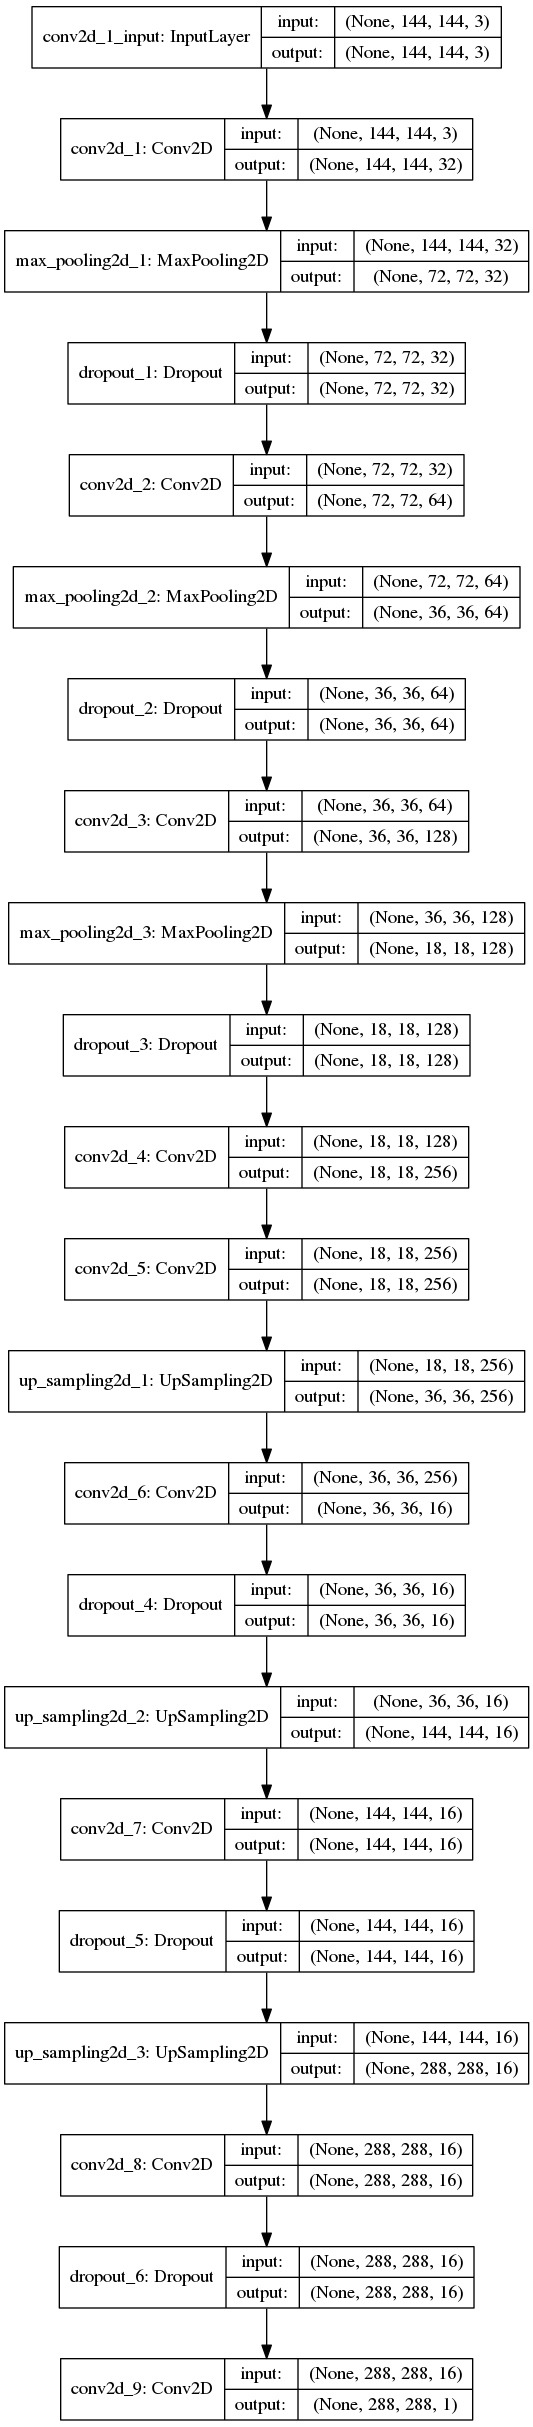 conv2d_1_input: InputLayer
input: (None, 144, 144, 3)
output: (None, 144, 144, 3)
conv2d_1: Conv2D
input: (None, 144, 144, 3)
output: (None, 144, 144, 32)
max_pooling2d_1: MaxPooling2D
input: (None, 144, 144, 32)
output: (None, 72, 72, 32)
dropout_1: Dropout
input: (None, 72, 72, 32)
output: (None, 72, 72, 32)
conv2d_2: Conv2D
input: (None, 72, 72, 32)
output: (None, 72, 72, 64)
max_pooling2d_2: MaxPooling2D
input: (None, 72, 72, 64)
output: (None, 36, 36, 64)
dropout_2: Dropout
input: (None, 36, 36, 64)
output: (None, 36, 36, 64)
conv2d_3: Conv2D
input: (None, 36, 36, 64)
output: (None, 36, 36, 128)
max_pooling2d_3: MaxPooling2D
input: (None, 36, 36, 128)
output: (None, 18, 18, 128)
dropout_3: Dropout
input: (None, 18, 18, 128)
output: (None, 18, 18, 128)
conv2d_4: Conv2D
input: (None, 18, 18, 128)
output: (None, 18, 18, 256)
conv2d_5: Conv2D
input: (None, 18, 18, 256)
output: (None, 18, 18, 256)
up_sampling2d_1: UpSampling2D
input: (None, 18, 18, 256)
output: (None, 36, 36, 256)
conv2d_6: Conv2D
input: (None, 36, 36, 256)
output: (None, 36, 36, 16)
dropout_4: Dropout
input: (None, 36, 36, 16)
output: (None, 36, 36, 16)
up_sampling2d_2: UpSampling2D
input: (None, 36, 36, 16)
output: (None, 144, 144, 16)
conv2d_7: Conv2D
input: (None, 144, 144, 16)
output: (None, 144, 144, 16)
dropout_5: Dropout
input: (None, 144, 144, 16)
output: (None, 144, 144, 16)
up_sampling2d_3: UpSampling2D
input: (None, 144, 144, 16)
output: (None, 288, 288, 16)
conv2d_8: Conv2D
input: (None, 288, 288, 16)
output: (None, 288, 288, 16)
dropout_6: Dropout
input: (None, 288, 288, 16)
output: (None, 288, 288, 16)
conv2d_9: Conv2D
input: (None, 288, 288, 16)
output: (None, 288, 288, 1)